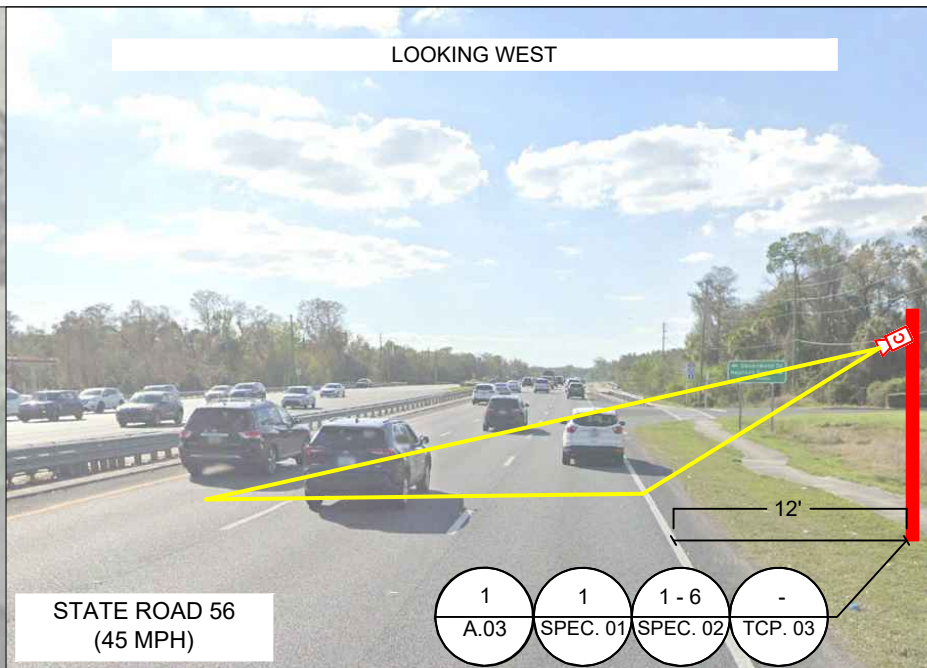 LOOKING WEST
C
12'
STATE ROAD 56
(45 MPH)
1
A.03
1
SPEC. 01
1 - 6
SPEC. 02
-
TCP. 03